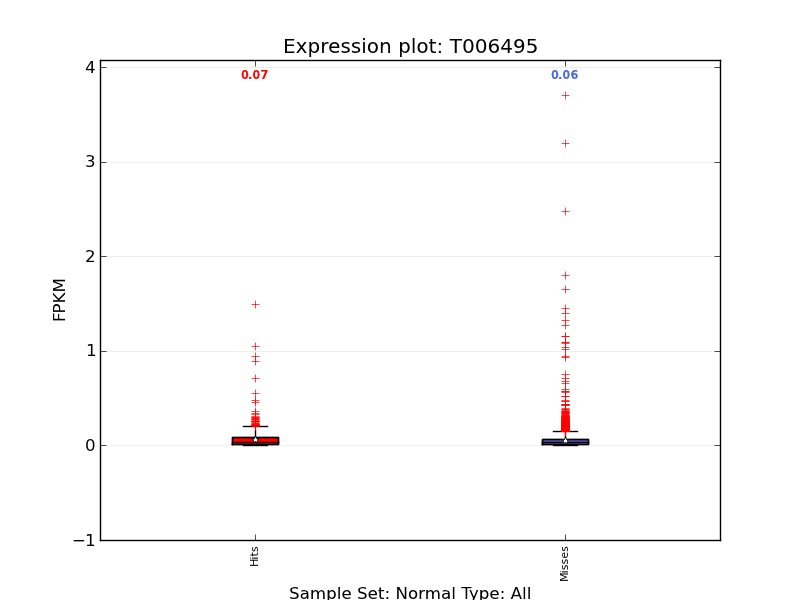 Expression plot: T006495
0.07
0.06
4
3
2
1
0
−1
FPKM
Hits
Misses
Sample Set: Normal Type: All